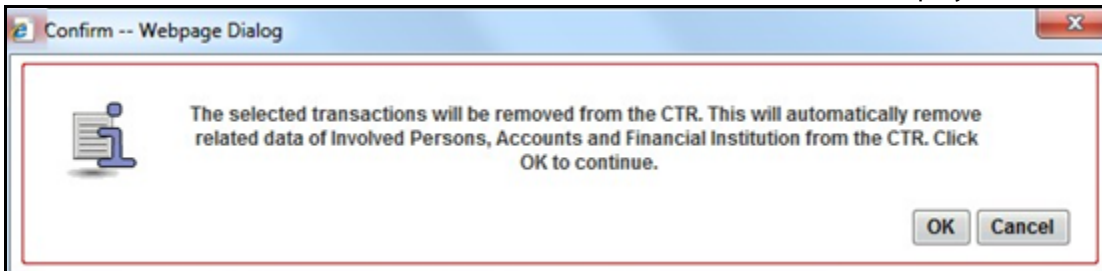 Confirm -- Webpage Dialog
The selected transactions will be removed from the CTR. This will automatically remove
related data of Involved Persons, Accounts and Financial Institution from the CTR. Click
OK to continue.
OK Cancel